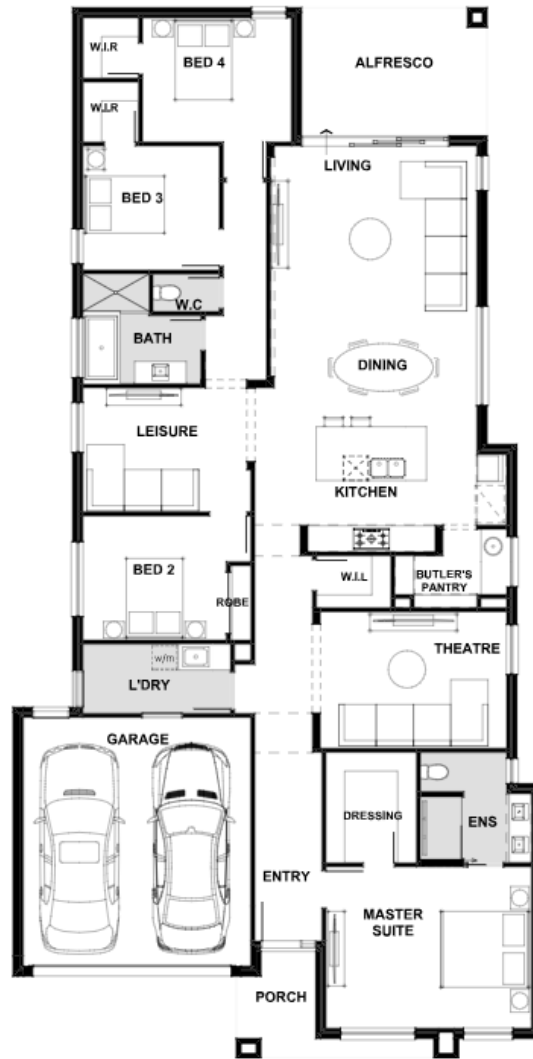 W.I.R
BED 4
ALFRESCO
W.I.R
LIVING
BED 3
W.C
BATH
DINING
LEISURE
KITCHEN
BED 2
ROBE
W.I.L
BUTLER'S
PANTRY
THEATRE
w/m
L'DRY
GARAGE
DRESSING
ENS
ENTRY
MASTER
SUITE
PORCH